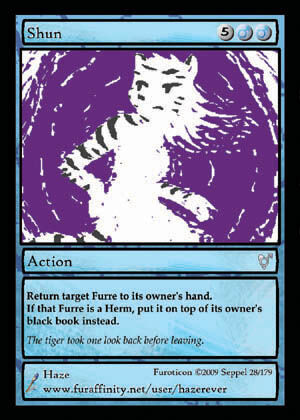 Shun 5
Action
Return target Furre to its owner's hand.
If that Furre is a Herm, put it on top of its owner's
black book instead.
The tiger took one look back before leaving.
Haze Furoticon ©2009 Seppel 28/179
www.furaffinity.net/user/hazerever